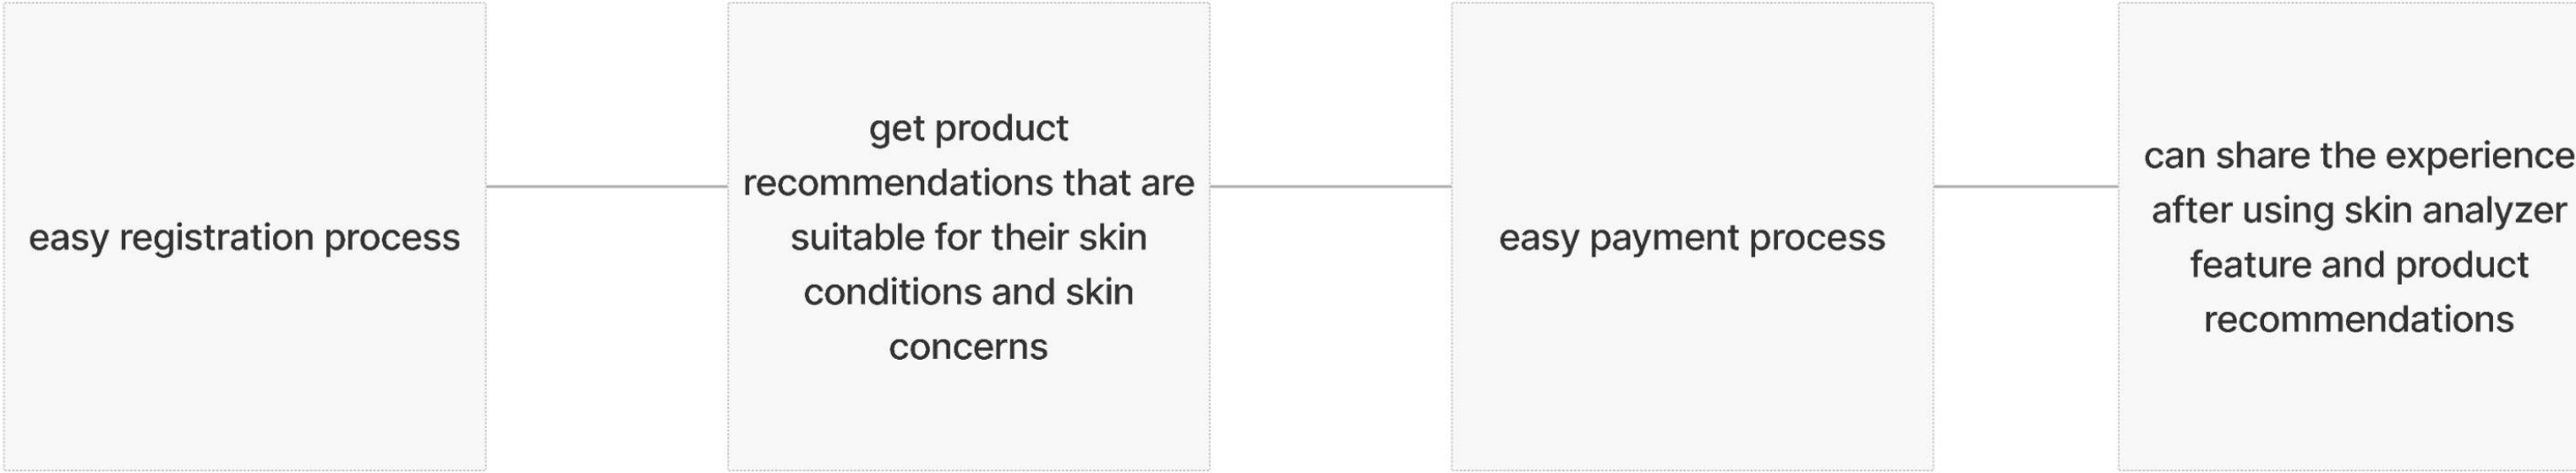 easy registration process
get product
recommendations that are
suitable for their skin
conditions and skin
concerns
easy payment process
can share the experience
after using skin analyzer
feature and product
recommendations